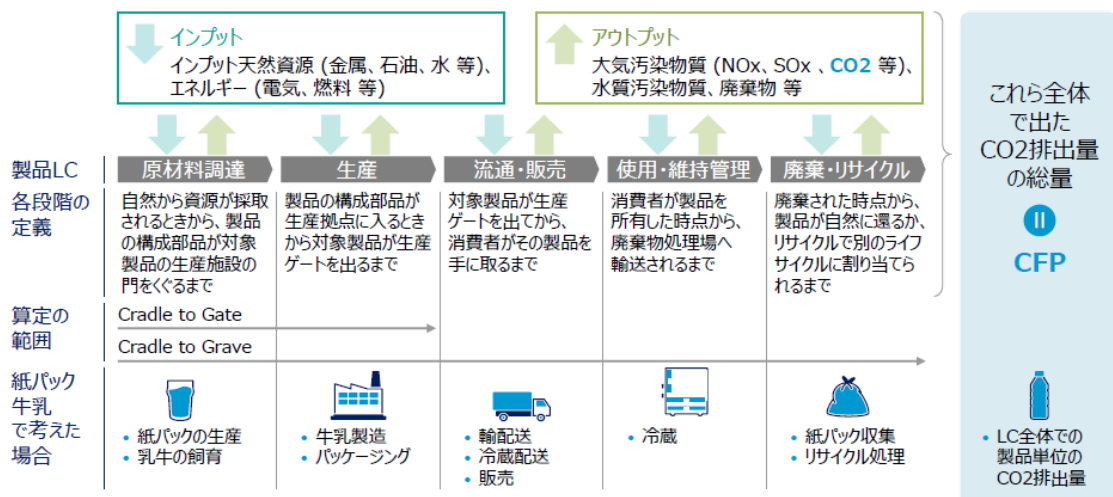 インプット
インプット天然資源 (金属、石油、水 等)、
エネルギー (電気、燃料 等)
アウトプット
大気汚染物質 (NOx、SOx 、CO2 等)、
水質汚染物質、廃棄物 等
製品LC
原材料調達
生産
流通・販売
使用・維持管理
廃棄・リサイクル
各段階の
定義
自然から資源が採取
されるときから、製品
の構成部品が対象
製品の生産施設の
門をくぐるまで
製品の構成部品が
生産拠点に入るとき
から対象製品が生産
ゲートを出るまで
対象製品が生産
ゲートを出てから、
消費者がその製品を
手に取るまで
消費者が製品を
所有した時点から、
廃棄物処理場へ
輸送されるまで
廃棄された時点から、
製品が自然に還るか、
リサイクルで別のライフ
サイクルに割り当てら
れるまで
算定の
範囲
Cradle to Gate
Cradle to Grave
紙パック
牛乳
で考えた
場合
• 紙パックの生産
• 乳牛の飼育
• 牛乳製造
• パッケージング
• 輸配送
• 冷蔵配送
• 販売
• 冷蔵
• 紙パック収集
• リサイクル処理
これら全体
で出た
CO2排出量
の総量
=
CFP
• LC全体での
製品単位の
CO2排出量